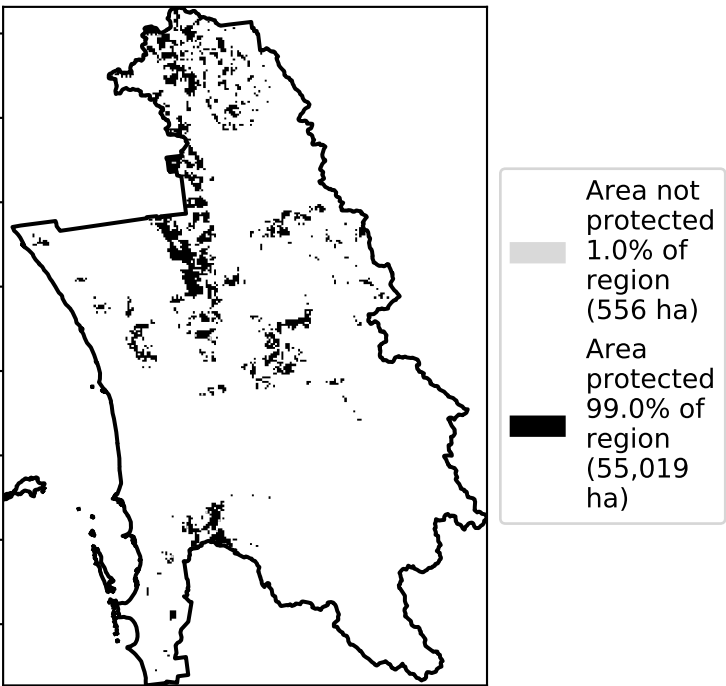 Area not
protected
1.0% of
region
(556 ha)
Area
protected
99.0% of
region
(55,019
ha)